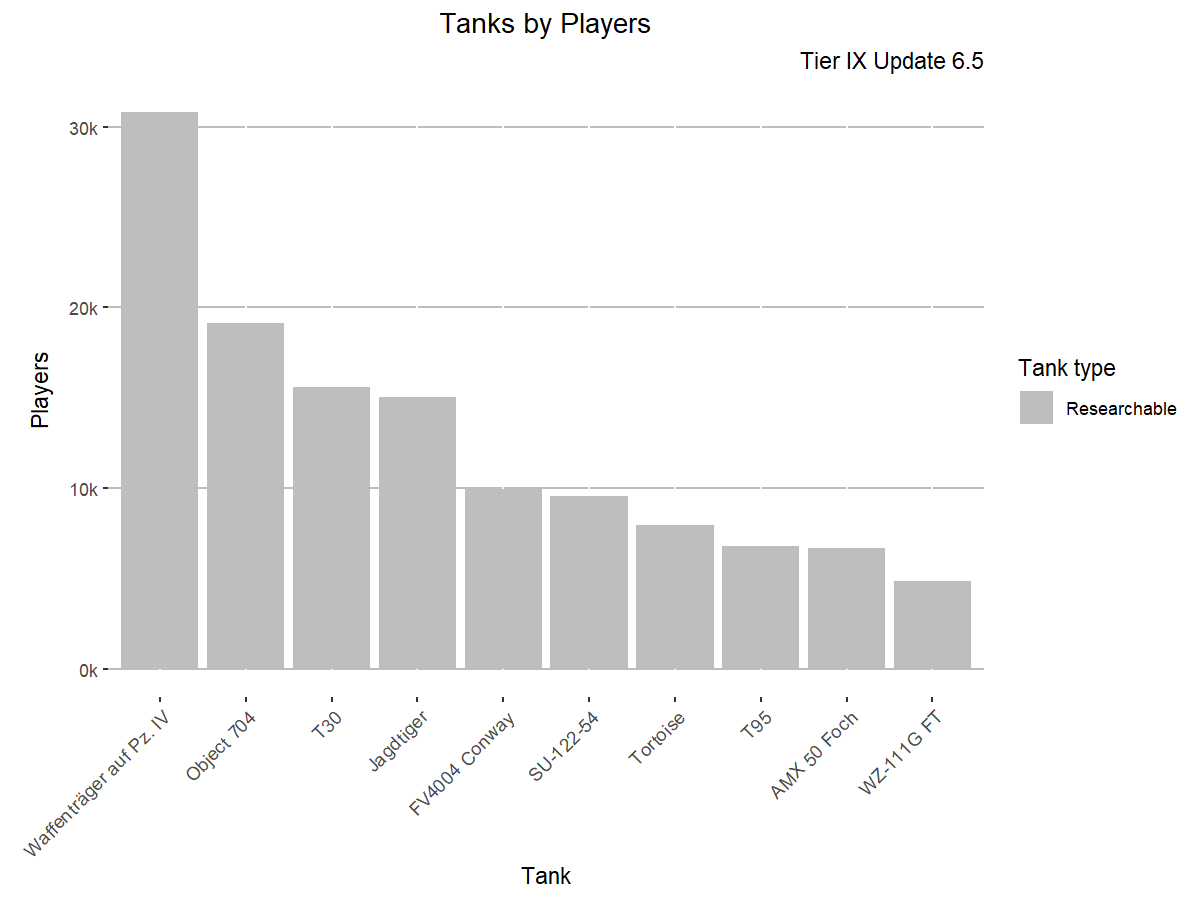 Tanks by Players
Tier IX Update 6.5
30k
20k
10k
0k
Players
Waffenträger auf Pz. IV
Object 704
T30
Jagdtiger
FV4004 Conway
SU-122-54
Tortoise
T95
AMX 50 Foch
WZ-111G FT
Tank
Tank type
Researchable